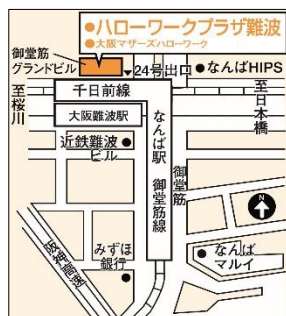 ●ハローワークプラザ難波
●大阪マザーズハローワーク
御堂筋
グランドビル
▼24号出口
●なんばHIPS
至桜川
千日前線
至日本橋
大阪難波駅
近鉄難波
ビル
なんば駅
御堂筋線
御堂筋
N
阪神高速
みずほ
銀行
なんば
マルイ